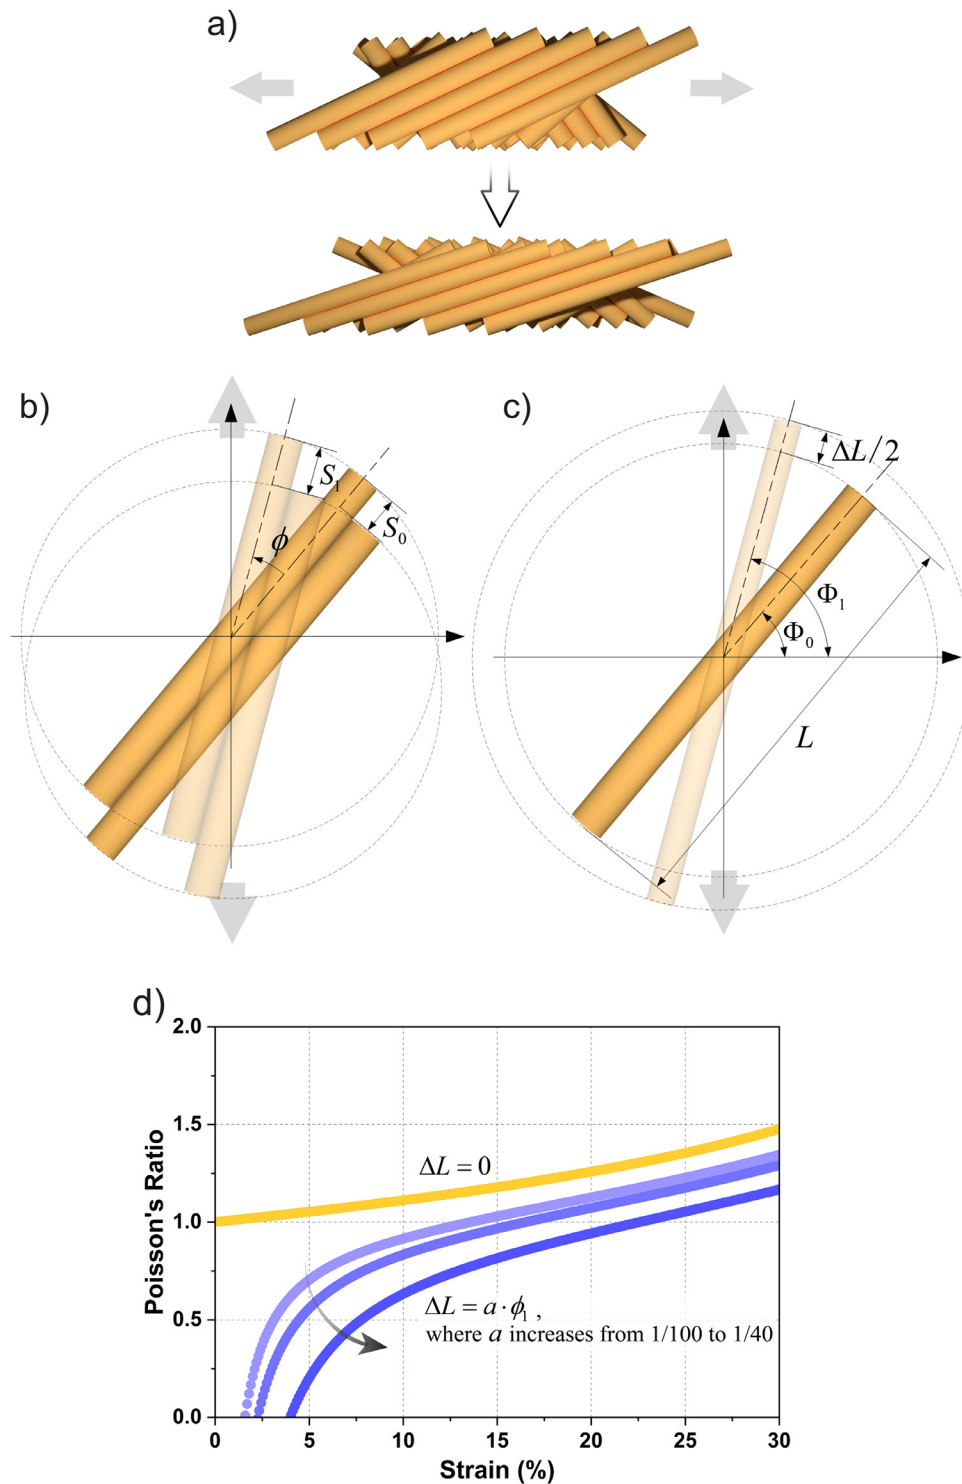 a)
b)
S₁
S₀
ϕ
c)
ΔL/2
Φ₁
Φ₀
L
d)
2.0
1.5
1.0
0.5
0.0
Poisson's Ratio
ΔL = 0
ΔL = a · ϕ₁ ,
where a increases from 1/100 to 1/40
0 5 10 15 20 25 30
Strain (%)